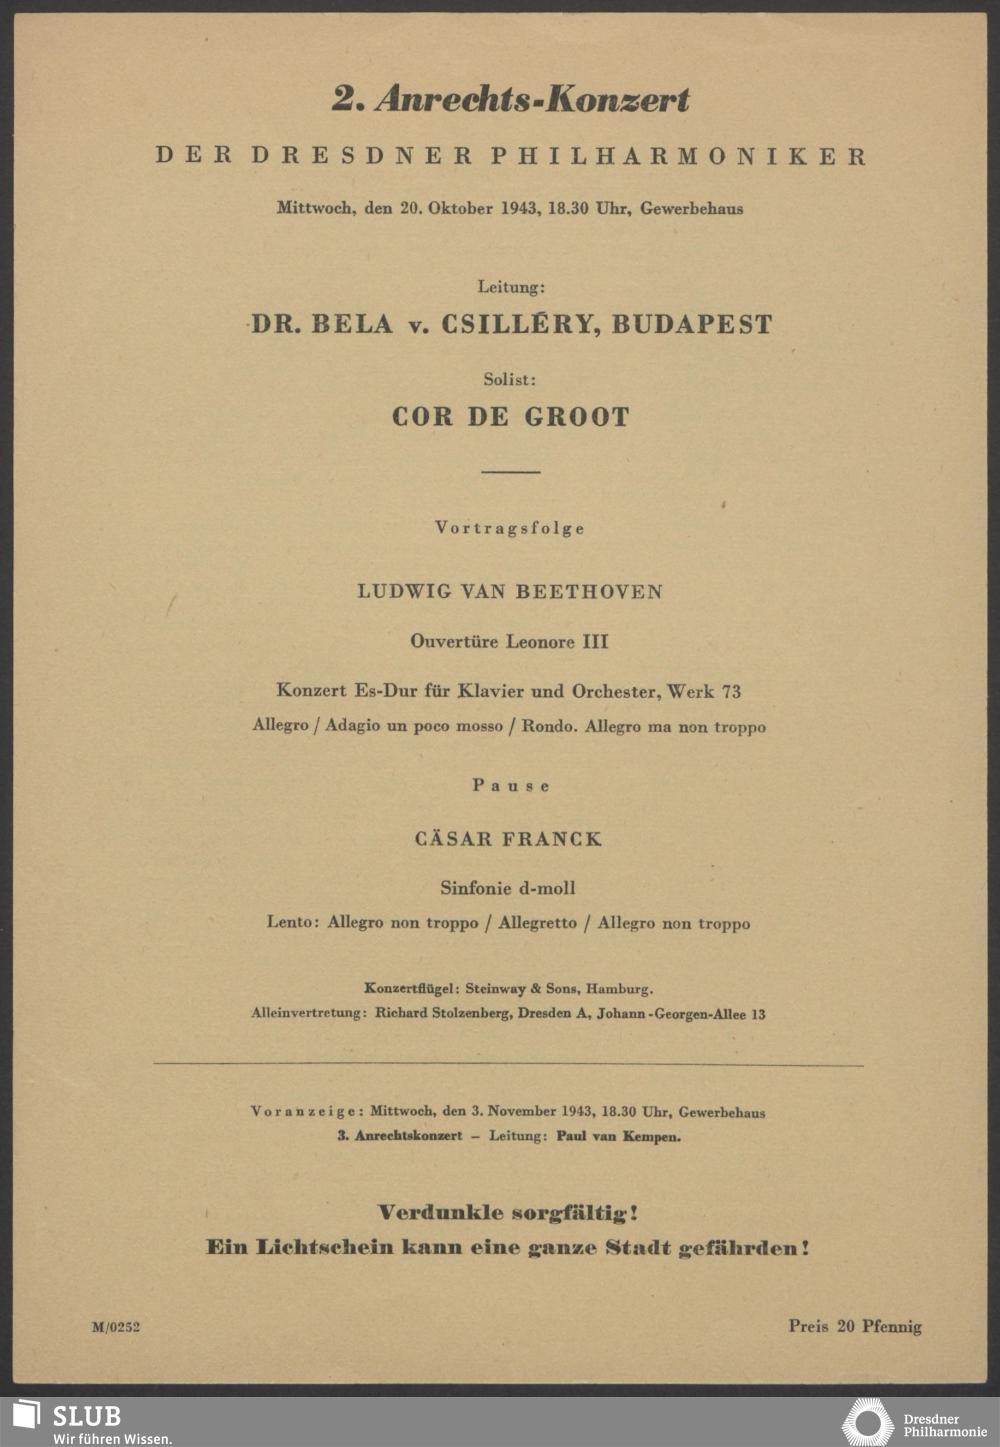 2. Anrechts-Konzert
DER DRESDNER PHILHARMONIKER
Mittwoch, den 20. Oktober 1943, 18.30 Uhr, Gewerbehaus
Leitung:
DR. BELA v. CSILLÉRY, BUDAPEST
Solist:
COR DE GROOT
Vortragsfolge
LUDWIG VAN BEETHOVEN
Ouvertüre Leonore III
Konzert Es-Dur für Klavier und Orchester, Werk 73
Allegro / Adagio un poco mosso / Rondo. Allegro ma non troppo
Pause
CÄSAR FRANCK
Sinfonie d-moll
Lento: Allegro non troppo / Allegretto / Allegro non troppo
Konzertflügel: Steinway & Sons, Hamburg.
Alleinvertretung: Richard Stolzenberg, Dresden A, Johann-Georgen-Allee 13
Voranzeige: Mittwoch, den 3. November 1943, 18.30 Uhr, Gewerbehaus
3. Anrechtskonzert – Leitung: Paul van Kempen.
Verdunkle sorgfältig!
Ein Lichtschein kann eine ganze Stadt gefährden!
M/0252 Preis 20 Pfennig
SLUB
Wir führen Wissen.
Dresdner
Philharmonie